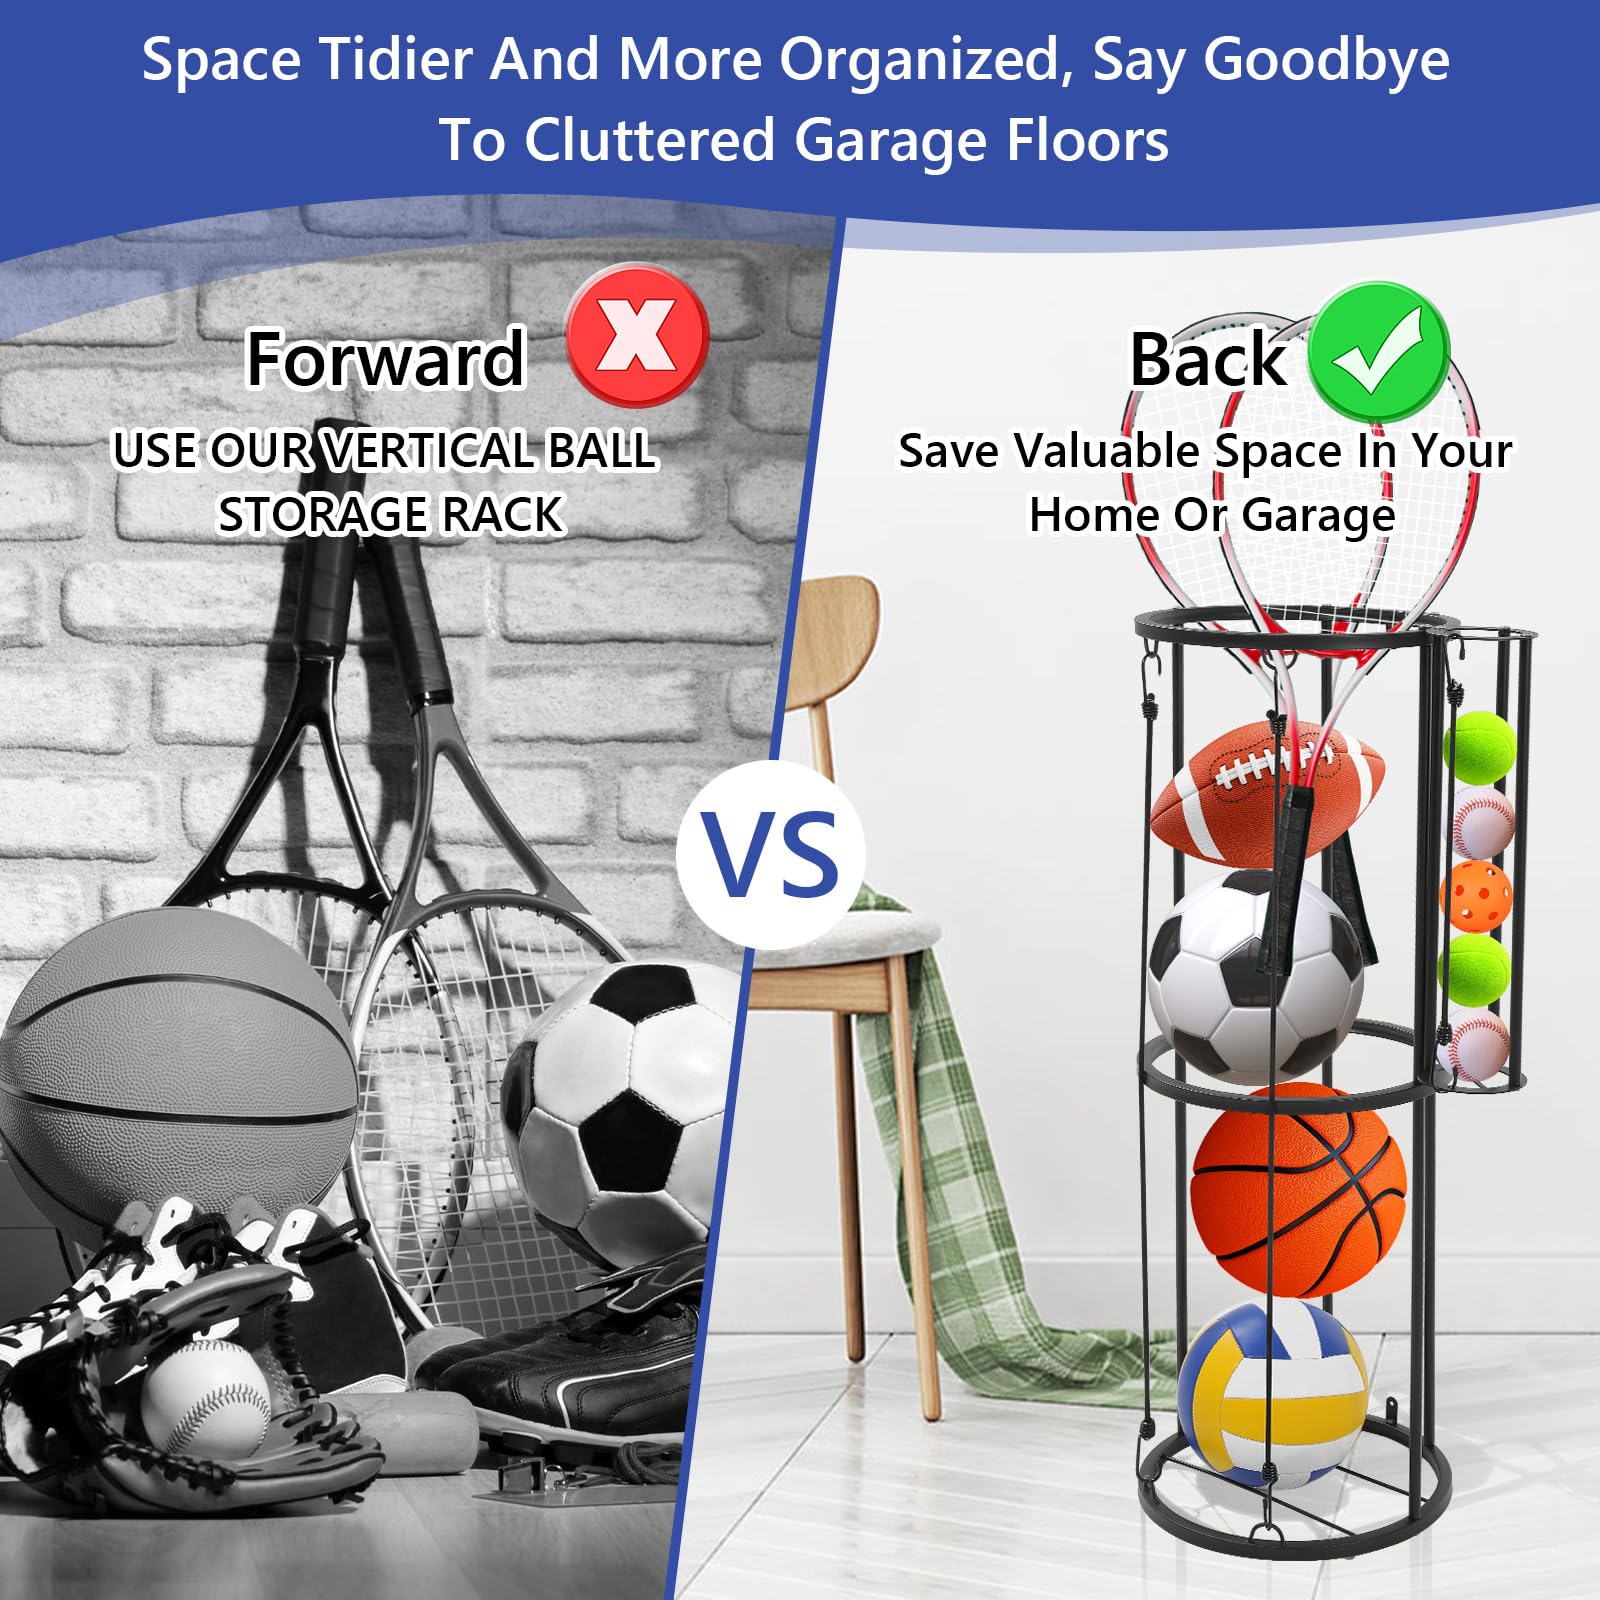 Space Tidier And More Organized, Say Goodbye
To Cluttered Garage Floors
Forward
X
USE OUR VERTICAL BALL
STORAGE RACK
Back
Save Valuable Space In Your
Home Or Garage
VS